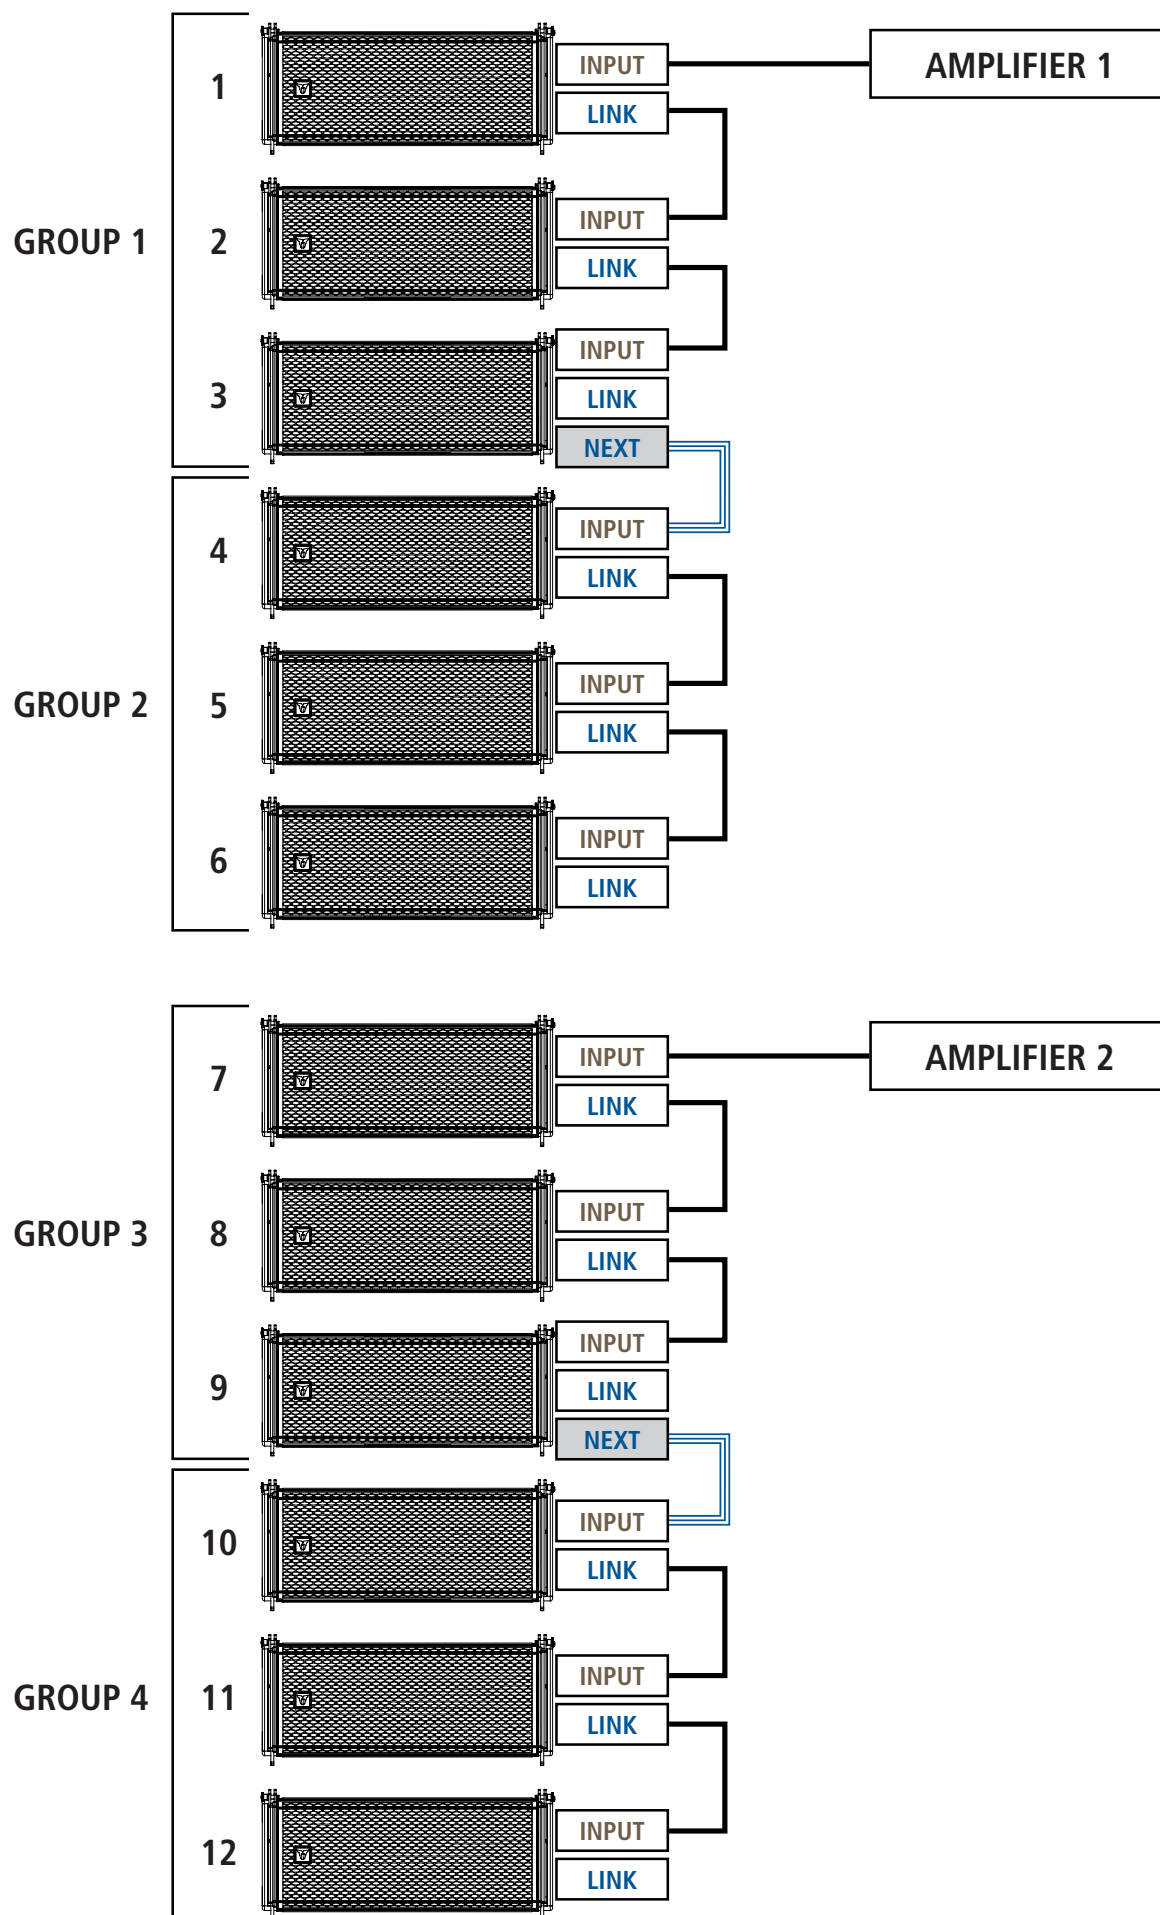 1
INPUT
AMPLIFIER 1
LINK
GROUP 1
2
INPUT
LINK
3
INPUT
LINK
NEXT
4
INPUT
LINK
GROUP 2
5
INPUT
LINK
6
INPUT
LINK
7
INPUT
AMPLIFIER 2
LINK
GROUP 3
8
INPUT
LINK
9
INPUT
LINK
NEXT
10
INPUT
LINK
GROUP 4
11
INPUT
LINK
12
INPUT
LINK